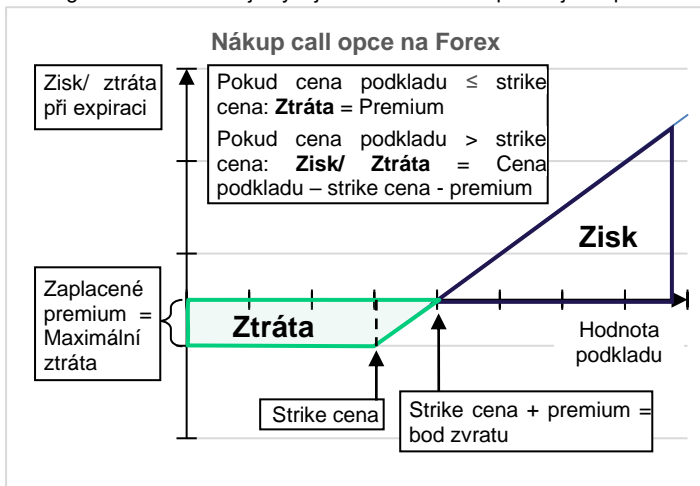 Nákup call opce na Forex
Zisk/ ztráta
při expiraci
Pokud cena podkladu ≤ strike
cena: Ztráta = Premium
Pokud cena podkladu > strike
cena: Zisk/ Ztráta = Cena
podkladu – strike cena - premium
Zisk
Zaplacené
premium =
Maximální
ztráta
Ztráta
Hodnota
podkladu
Strike cena
Strike cena + premium =
bod zvratu